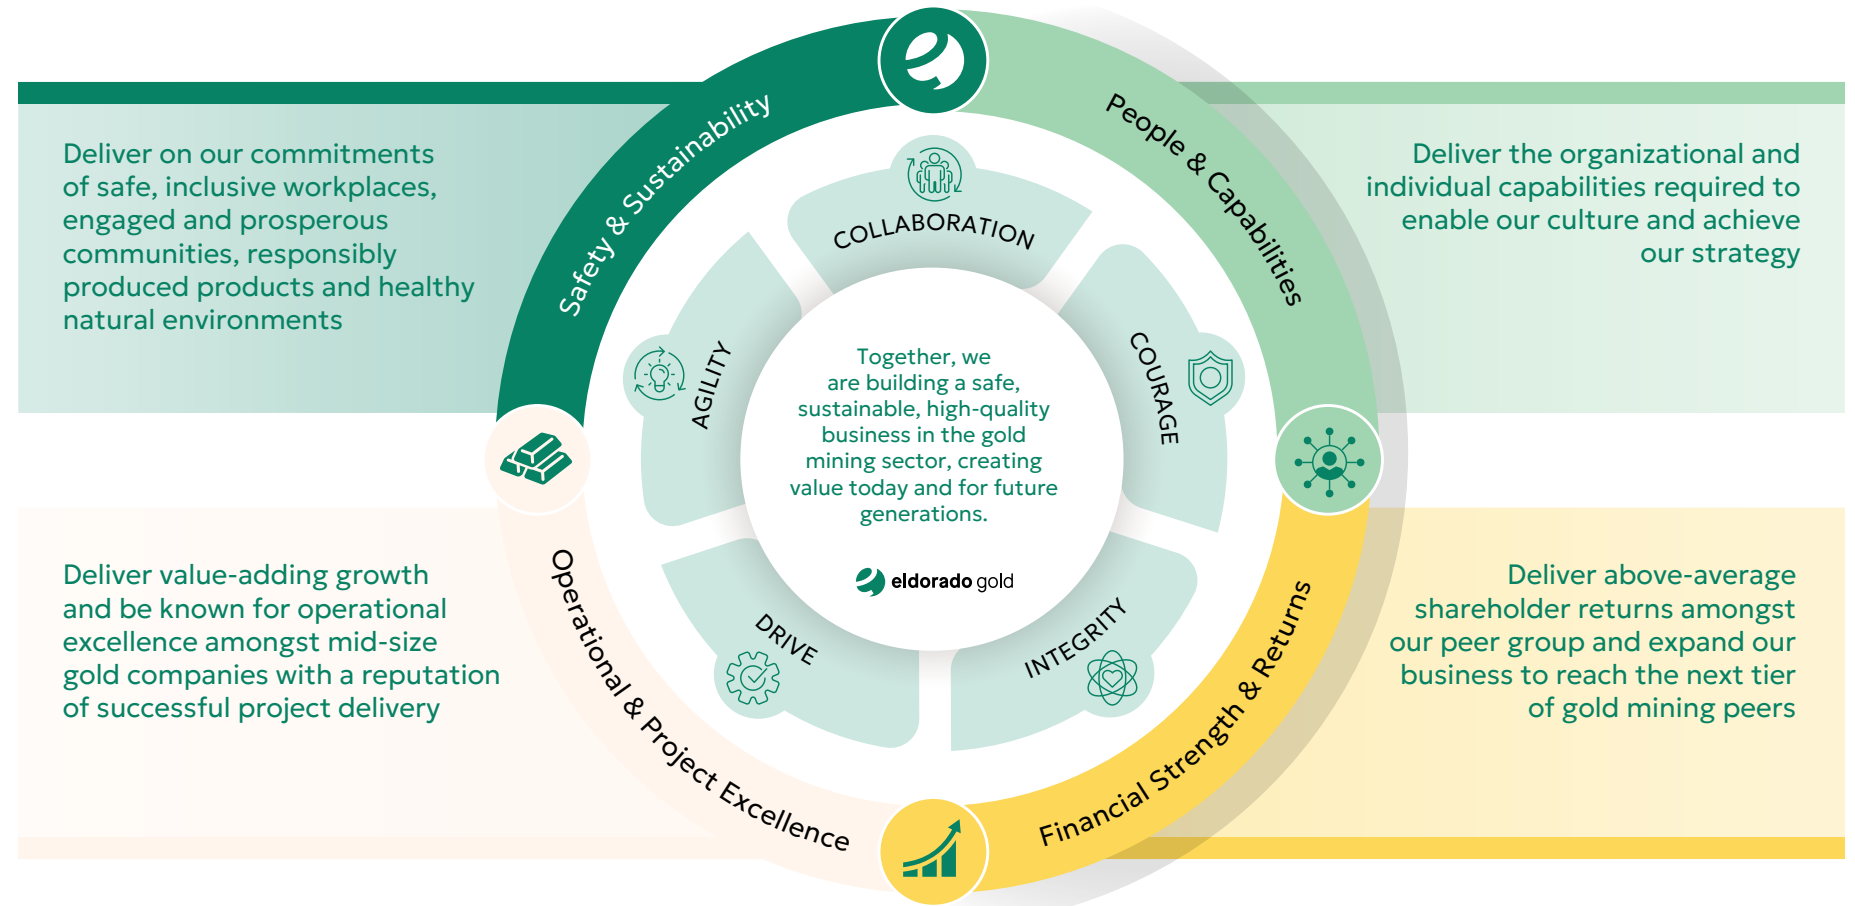 Safety & Sustainability
Deliver on our commitments
of safe, inclusive workplaces,
engaged and prosperous
communities, responsibly
produced products and healthy
natural environments
People & Capabilities
Deliver the organizational and
individual capabilities required to
enable our culture and achieve
our strategy
COLLABORATION
COURAGE
INTEGRITY
DRIVE
AGILITY
Together, we
are building a safe,
sustainable, high-quality
business in the gold
mining sector, creating
value today and for future
generations.
eldorado gold
Operational & Project Excellence
Deliver value-adding growth
and be known for operational
excellence amongst mid-size
gold companies with a reputation
of successful project delivery
Financial Strength & Returns
Deliver above-average
shareholder returns amongst
our peer group and expand our
business to reach the next tier
of gold mining peers